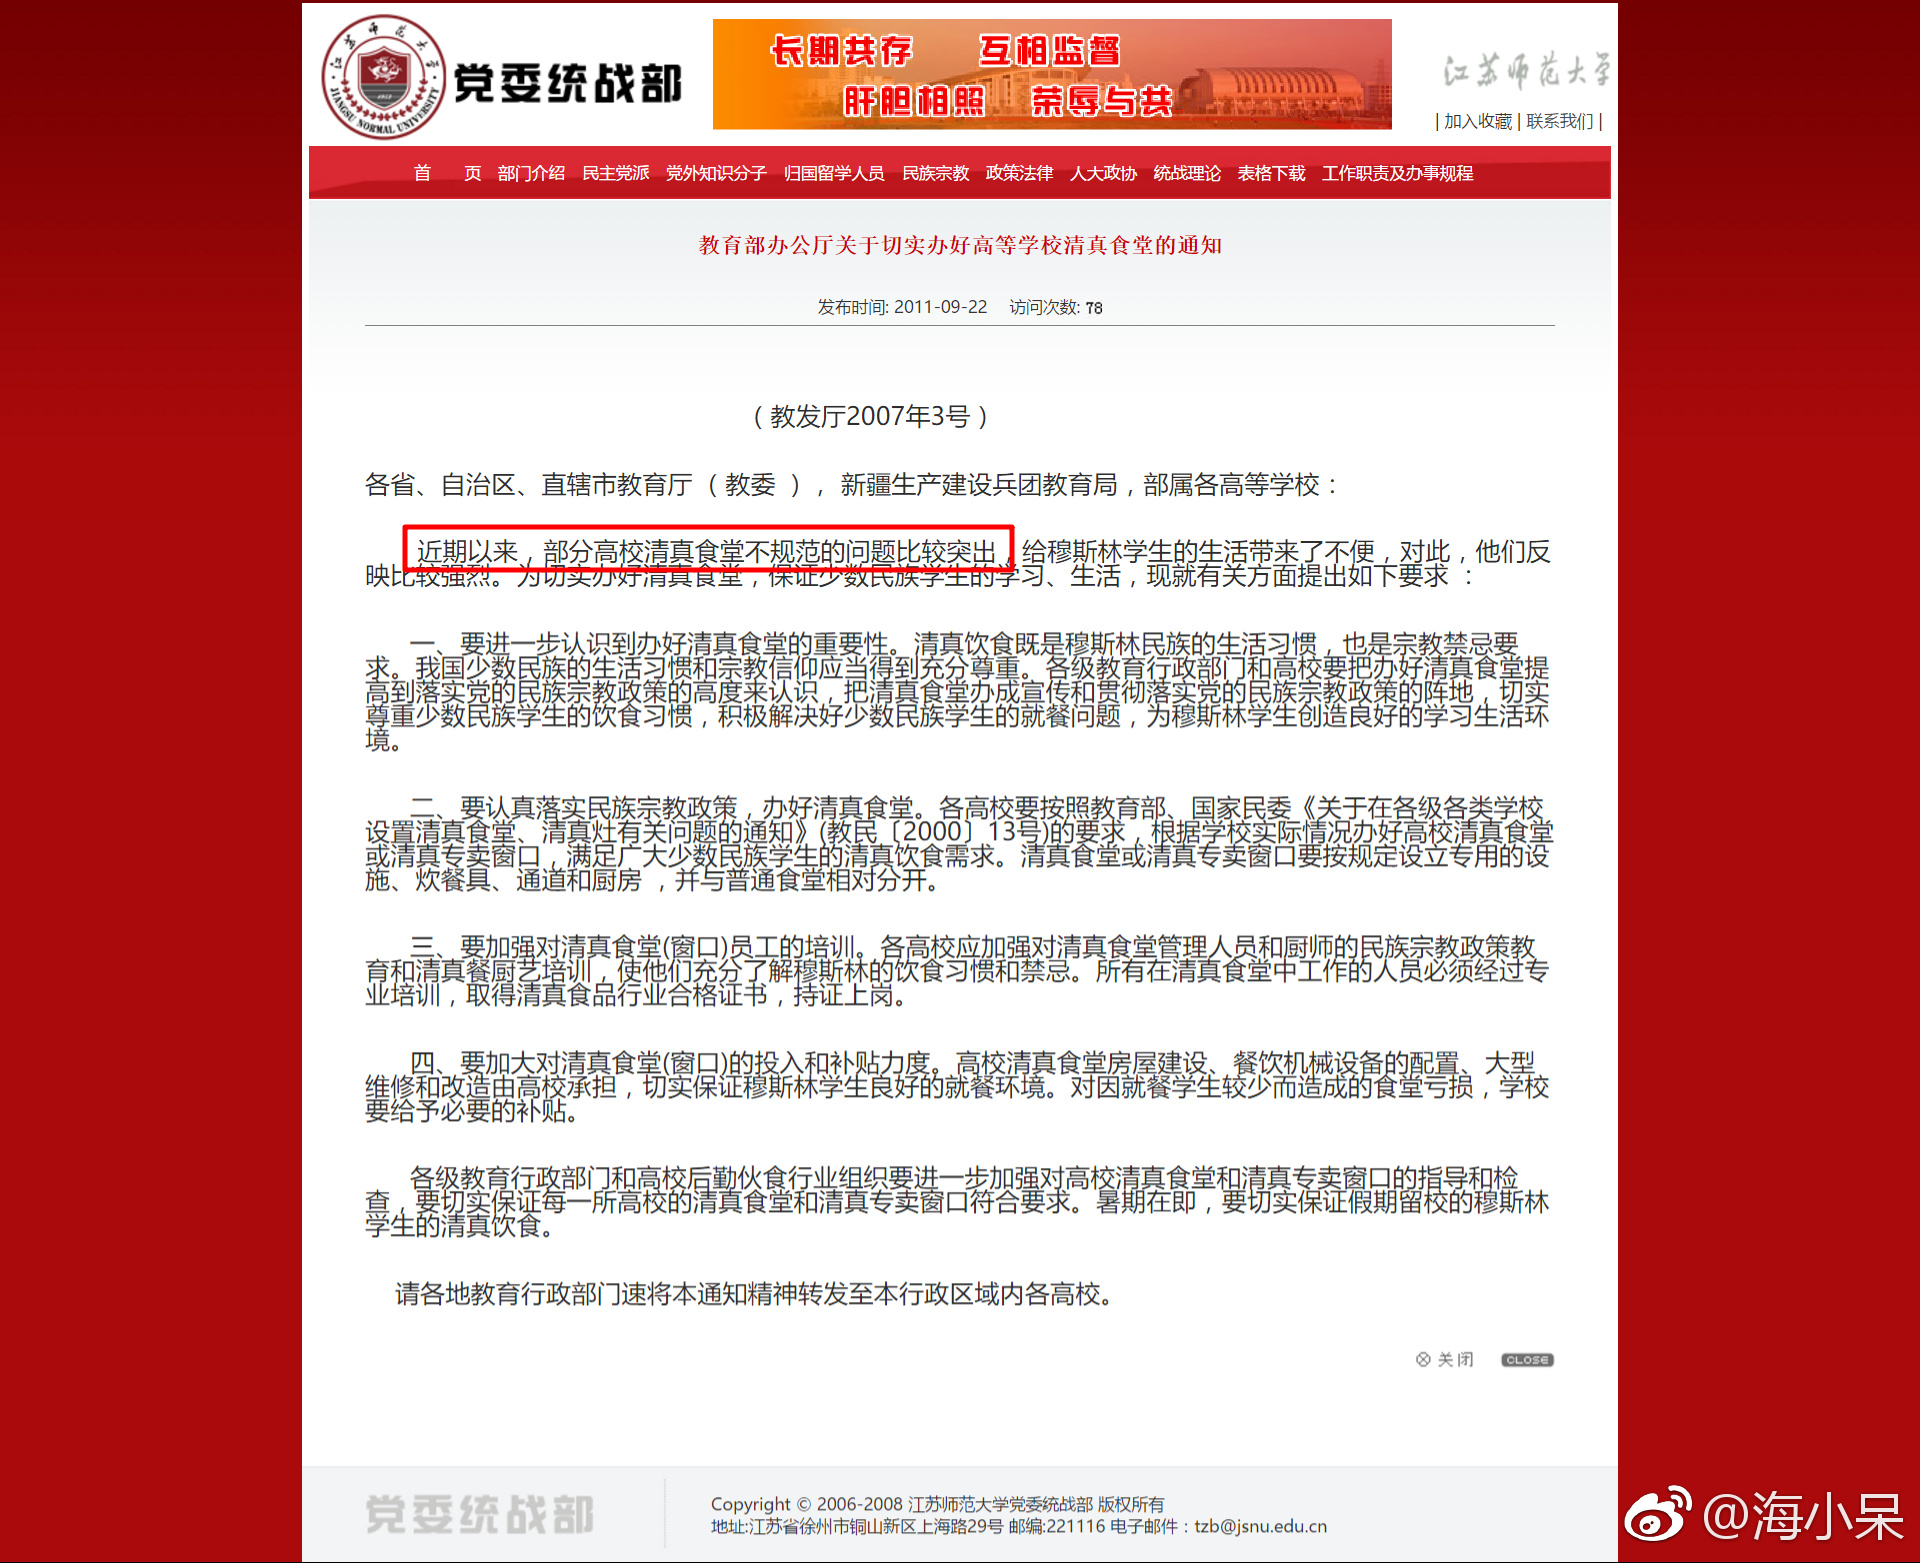 JIANGSU NORMAL UNIVERSITY
党委统战部
长期共存 互相监督
肝胆相照 荣辱与共
江苏师范大学
| 加入收藏 | 联系我们 |
首 页 部门介绍 民主党派 党外知识分子 归国留学人员 民族宗教 政策法律 人大政协 统战理论 表格下载 工作职责及办事规程
教育部办公厅关于切实办好高等学校清真食堂的通知
发布时间: 2011-09-22 访问次数: 78
（教发厅2007年3号）
各省、自治区、直辖市教育厅（教委 ），新疆生产建设兵团教育局，部属各高等学校：
近期以来，部分高校清真食堂不规范的问题比较突出，给穆斯林学生的生活带来了不便，对此，他们反
映比较强烈。为切实办好清真食堂，保证少数民族学生的学习、生活，现就有关方面提出如下要求 ：
一、要进一步认识到办好清真食堂的重要性。清真饮食既是穆斯林民族的生活习惯，也是宗教禁忌要
求。我国少数民族的生活习惯和宗教信仰应当得到充分尊重。各级教育行政部门和高校要把办好清真食堂提
高到落实党的民族宗教政策的高度来认识，把清真食堂办成宣传和贯彻落实党的民族宗教政策的阵地，切实
尊重少数民族学生的饮食习惯，积极解决好少数民族学生的就餐问题，为穆斯林学生创造良好的学习生活环
境。
二、要认真落实民族宗教政策，办好清真食堂。各高校要按照教育部、国家民委《关于在各级各类学校
设置清真食堂、清真灶有关问题的通知》(教民〔2000〕13号)的要求，根据学校实际情况办好高校清真食堂
或清真专卖窗口，满足广大少数民族学生的清真饮食需求。清真食堂或清真专卖窗口要按规定设立专用的设
施、炊餐具、通道和厨房 ，并与普通食堂相对分开。
三、要加强对清真食堂(窗口)员工的培训。各高校应加强对清真食堂管理人员和厨师的民族宗教政策教
育和清真餐厨艺培训，使他们充分了解穆斯林的饮食习惯和禁忌。所有在清真食堂中工作的人员必须经过专
业培训，取得清真食品行业合格证书，持证上岗。
四、要加大对清真食堂(窗口)的投入和补贴力度。高校清真食堂房屋建设、餐饮机械设备的配置、大型
维修和改造由高校承担，切实保证穆斯林学生良好的就餐环境。对因就餐学生较少而造成的食堂亏损，学校
要给予必要的补贴。
各级教育行政部门和高校后勤伙食行业组织要进一步加强对高校清真食堂和清真专卖窗口的指导和检
查，要切实保证每一所高校的清真食堂和清真专卖窗口符合要求。暑期在即，要切实保证假期留校的穆斯林
学生的清真饮食。
请各地教育行政部门速将本通知精神转发至本行政区域内各高校。
关闭 CLOSE
党委统战部
Copyright © 2006-2008 江苏师范大学党委统战部 版权所有
地址:江苏省徐州市铜山新区上海路29号 邮编:221116 电子邮件：tzb@jsnu.edu.cn
@海小呆